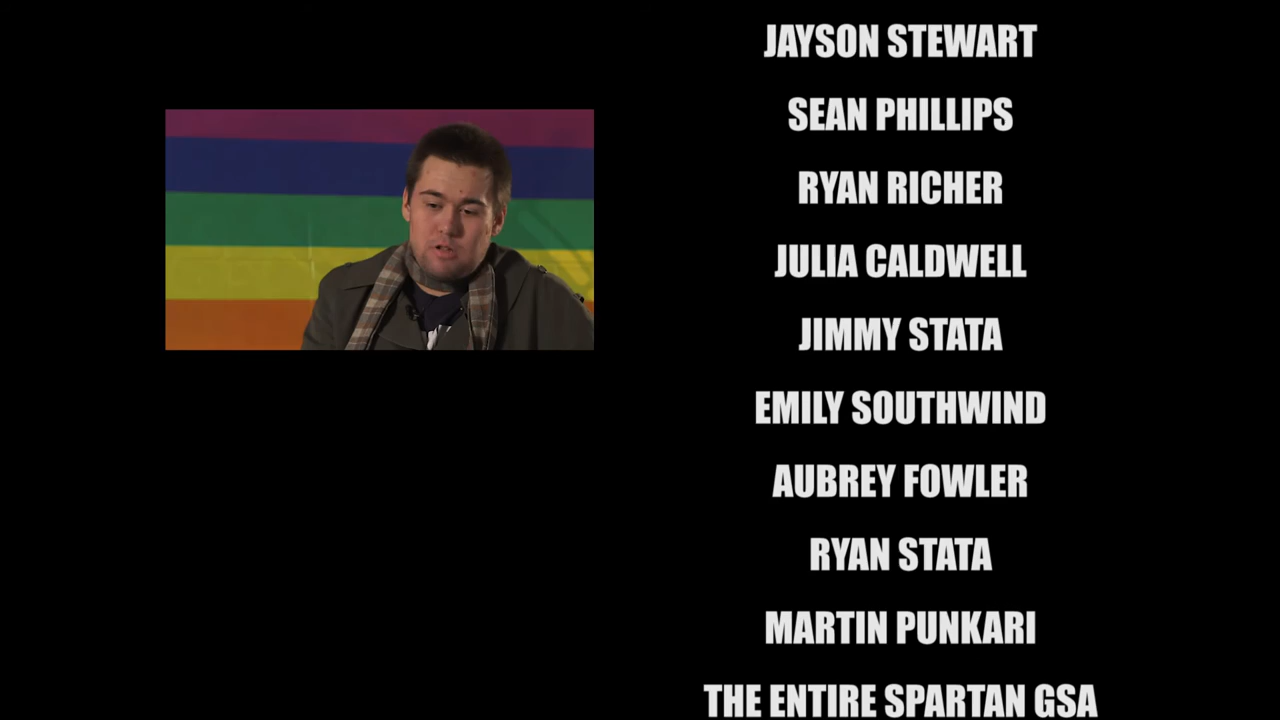 JAYSON STEWART
SEAN PHILLIPS
RYAN RICHER
JULIA CALDWELL
JIMMY STATA
EMILY SOUTHWIND
AUBREY FOWLER
RYAN STATA
MARTIN PUNKARI
THE ENTIRE SPARTAN GSA